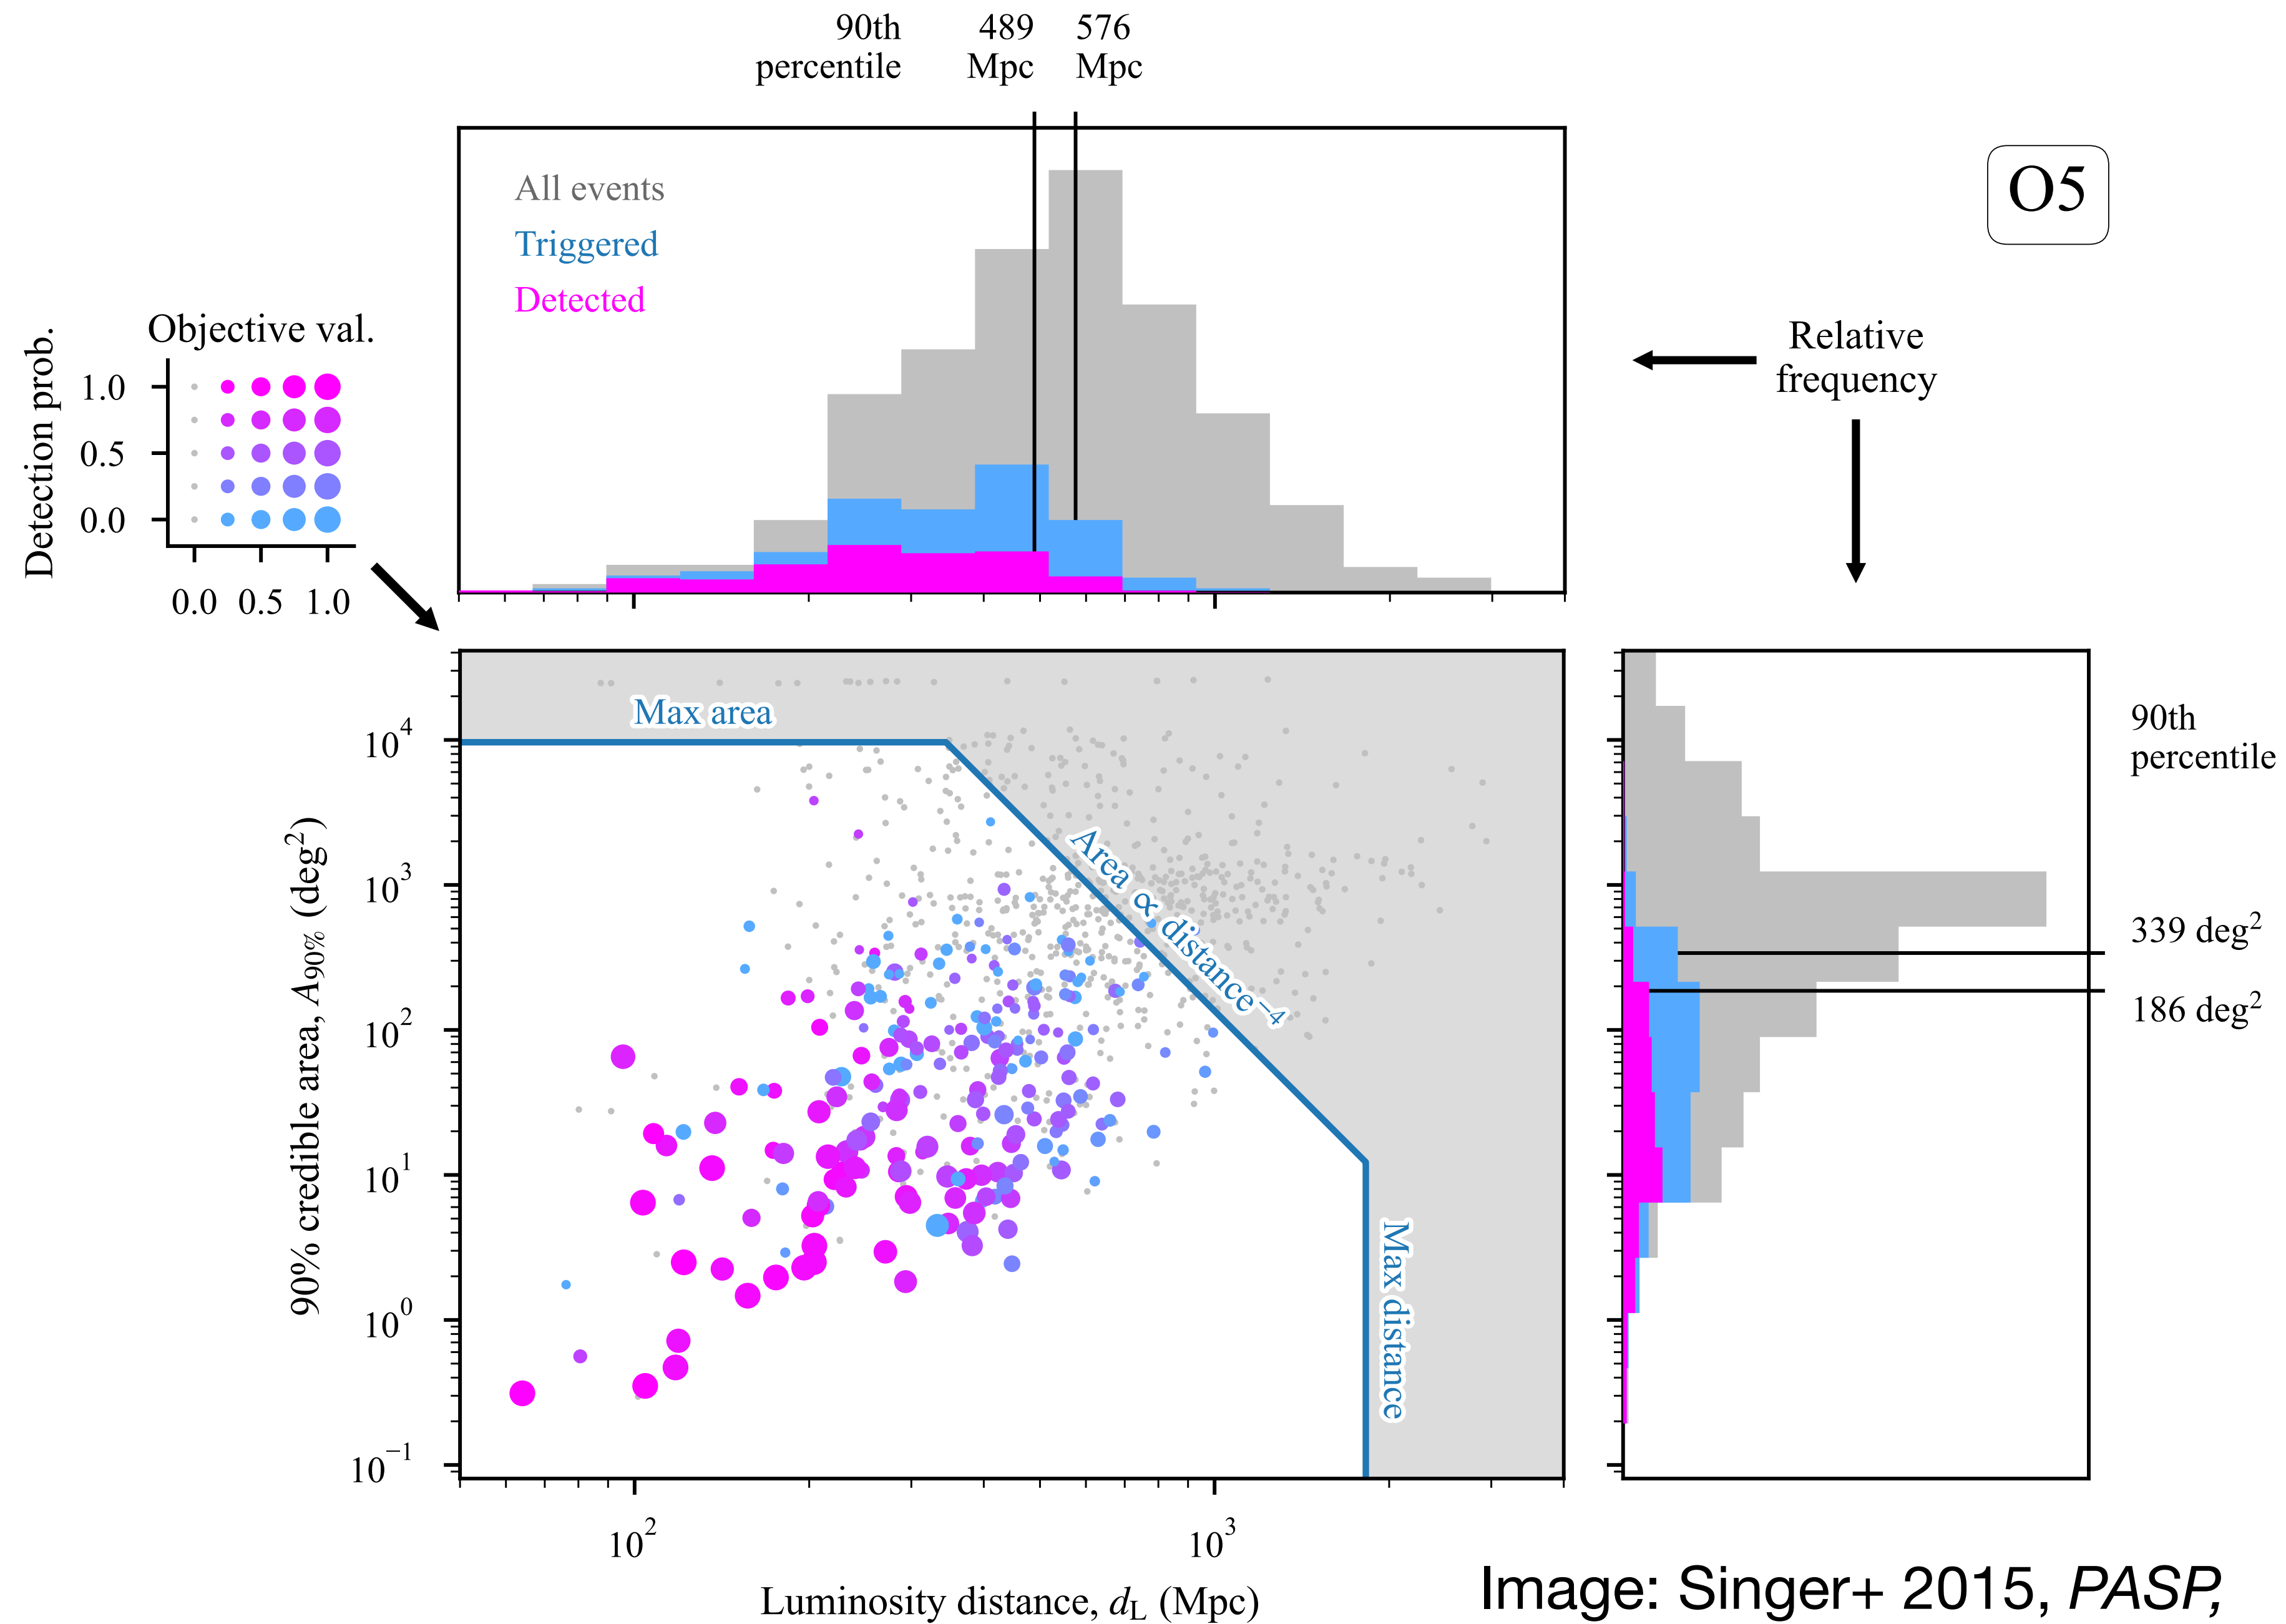 90th
percentile
489
Mpc
576
Mpc
All events
Triggered
Detected
O5
Objective val.
Detection prob.
1.0
0.5
0.0
0.0 0.5 1.0
Relative
frequency
Max area
Area ∝ distance⁻⁴
Max distance
90% credible area, A90% (deg²)
10⁴
10³
10²
10¹
10⁰
10⁻¹
10²
10³
Luminosity distance, dL (Mpc)
90th
percentile
339 deg²
186 deg²
Image: Singer+ 2015, PASP,